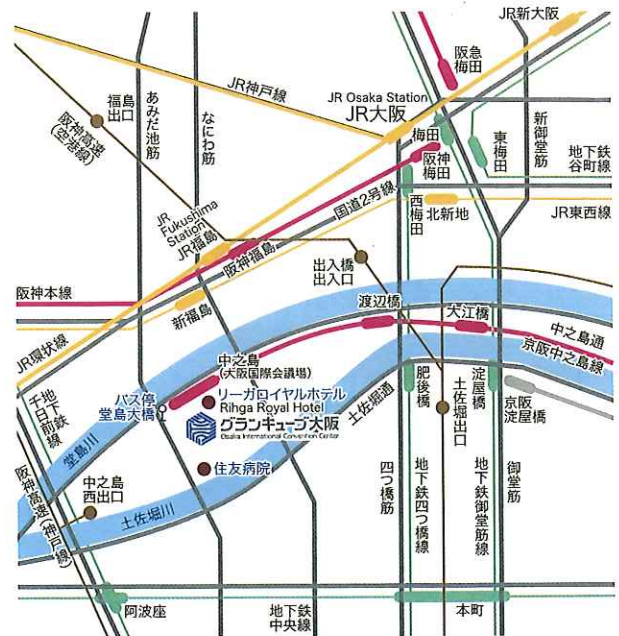 JR新大阪
阪急
梅田
JR神戸線
福島
出口
阪神高速
(空港線)
あみだ池筋
なにわ筋
JR Osaka Station
JR大阪
梅田
阪神
梅田
東梅田
新御堂筋
地下鉄
谷町線
国道2号線
西梅田
北新地
JR東西線
JR
Fukushima
Station
JR福島
阪神福島
出入橋
出入口
阪神本線
新福島
渡辺橋
大江橋
中之島通
京阪中之島線
JR環状線
中之島
(大阪国際会議場)
バス停
堂島大橋
リーガロイヤルホテル
Rihga Royal Hotel
グランキューブ大阪
Osaka International Convention Center
土佐堀通
肥後橋
土佐堀出口
淀屋橋
京阪
淀屋橋
地下鉄
千日前線
堂島川
住友病院
阪神高速(神戸線)
中之島
西出口
土佐堀川
四つ橋筋
地下鉄四つ橋線
地下鉄御堂筋線
御堂筋
阿波座
地下鉄
中央線
本町